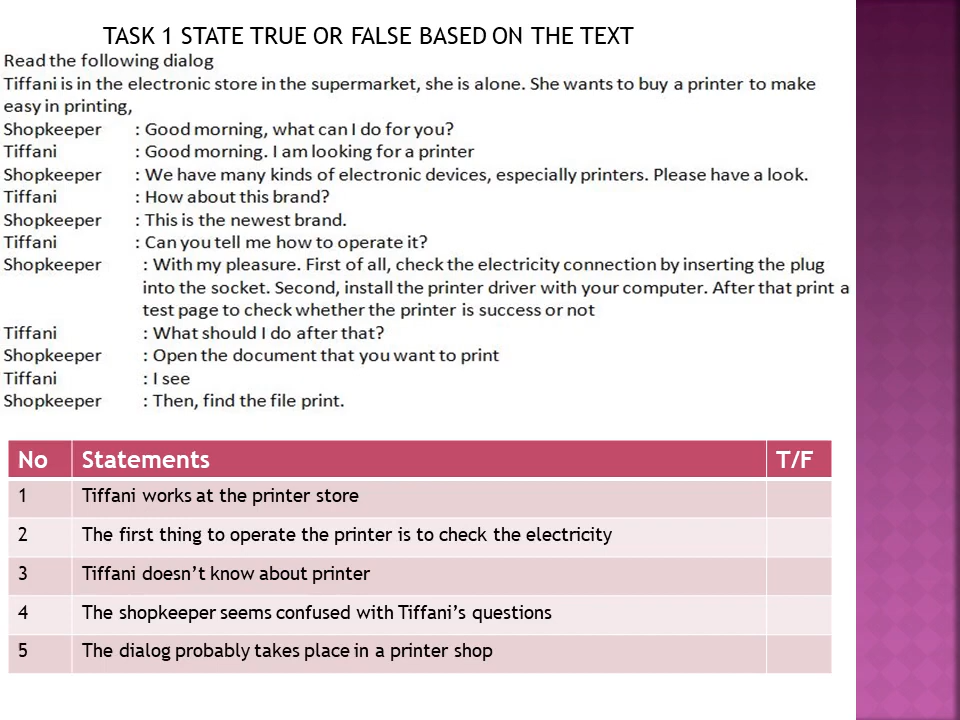 TASK 1 STATE TRUE OR FALSE BASED ON THE TEXT
Read the following dialog
Tiffani is in the electronic store in the supermarket, she is alone. She wants to buy a printer to make
easy in printing,
Shopkeeper : Good morning, what can I do for you?
Tiffani : Good morning. I am looking for a printer
Shopkeeper : We have many kinds of electronic devices, especially printers. Please have a look.
Tiffani : How about this brand?
Shopkeeper : This is the newest brand.
Tiffani : Can you tell me how to operate it?
Shopkeeper : With my pleasure. First of all, check the electricity connection by inserting the plug
into the socket. Second, install the printer driver with your computer. After that print a
test page to check whether the printer is success or not
Tiffani : What should I do after that?
Shopkeeper : Open the document that you want to print
Tiffani : I see
Shopkeeper : Then, find the file print.
No Statements T/F
1 Tiffani works at the printer store
2 The first thing to operate the printer is to check the electricity
3 Tiffani doesn't know about printer
4 The shopkeeper seems confused with Tiffani's questions
5 The dialog probably takes place in a printer shop